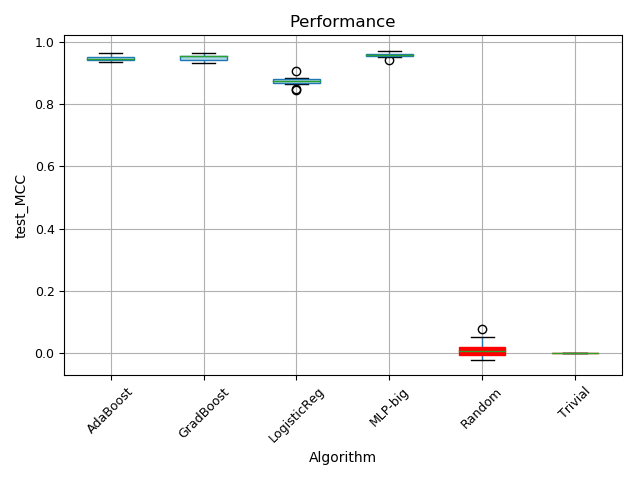 Performance
1.0
0.8
0.6
0.4
0.2
0.0
test_MCC
AdaBoost
GradBoost
LogisticReg
MLP-big
Random
Trivial
Algorithm